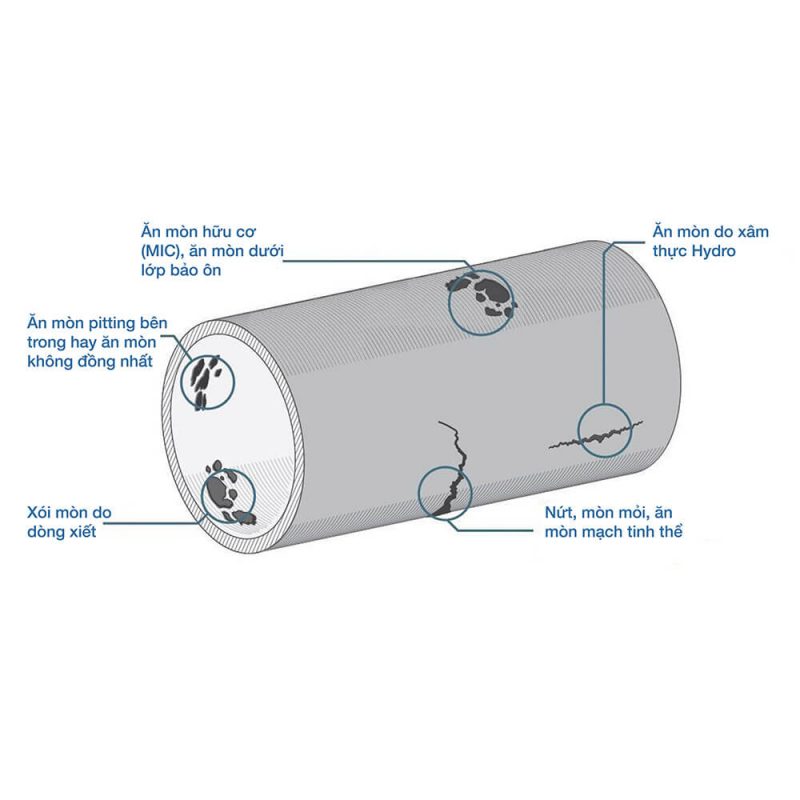 Ăn mòn hữu cơ
(MIC), ăn mòn dưới
lớp bảo ôn
Ăn mòn do xâm
thực Hydro
Ăn mòn pitting bên
trong hay ăn mòn
không đồng nhất
Xói mòn do
dòng xiết
Nứt, mòn mỏi, ăn
mòn mạch tinh thể